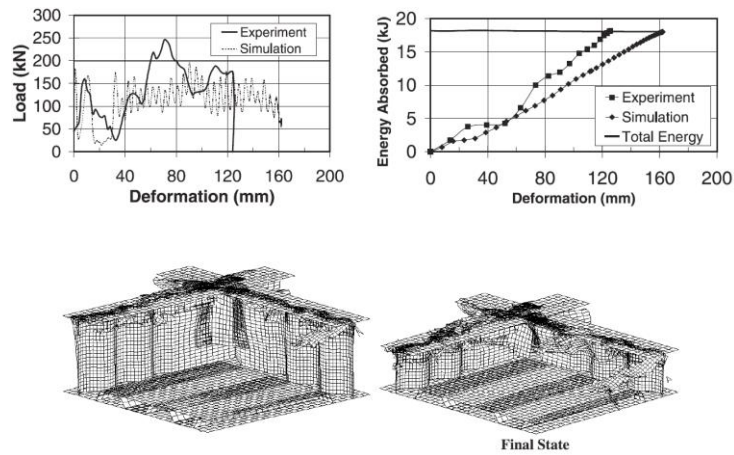 300
250
200
150
100
50
0
Load (kN)
Experiment
Simulation
0 40 80 120 160 200
Deformation (mm)
20
15
10
5
0
Energy Absorbed (kJ)
Experiment
Simulation
Total Energy
0 40 80 120 160 200
Deformation (mm)
Final State